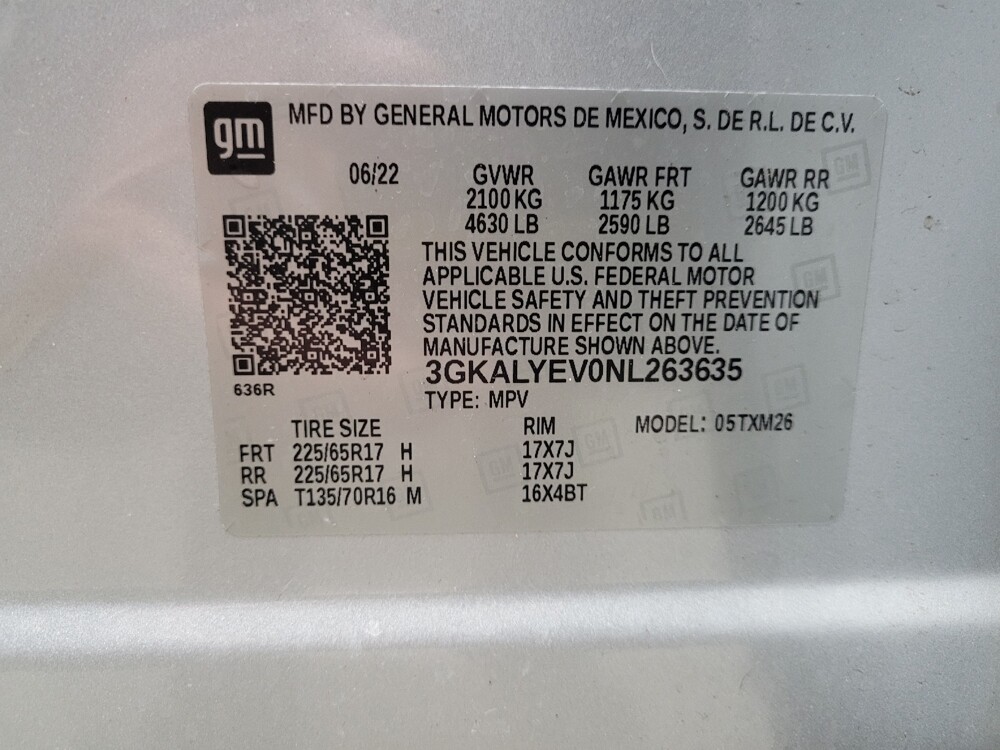 gm
MFD BY GENERAL MOTORS DE MEXICO, S. DE R.L. DE C.V.
06/22 GVWR GAWR FRT GAWR RR
2100 KG 1175 KG 1200 KG
4630 LB 2590 LB 2645 LB
THIS VEHICLE CONFORMS TO ALL
APPLICABLE U.S. FEDERAL MOTOR
VEHICLE SAFETY AND THEFT PREVENTION
STANDARDS IN EFFECT ON THE DATE OF
MANUFACTURE SHOWN ABOVE.
3GKALYEV0NL263635
636R
TYPE: MPV
TIRE SIZE RIM MODEL: 05TXM26
FRT 225/65R17 H 17X7J
RR 225/65R17 H 17X7J
SPA T135/70R16 M 16X4BT